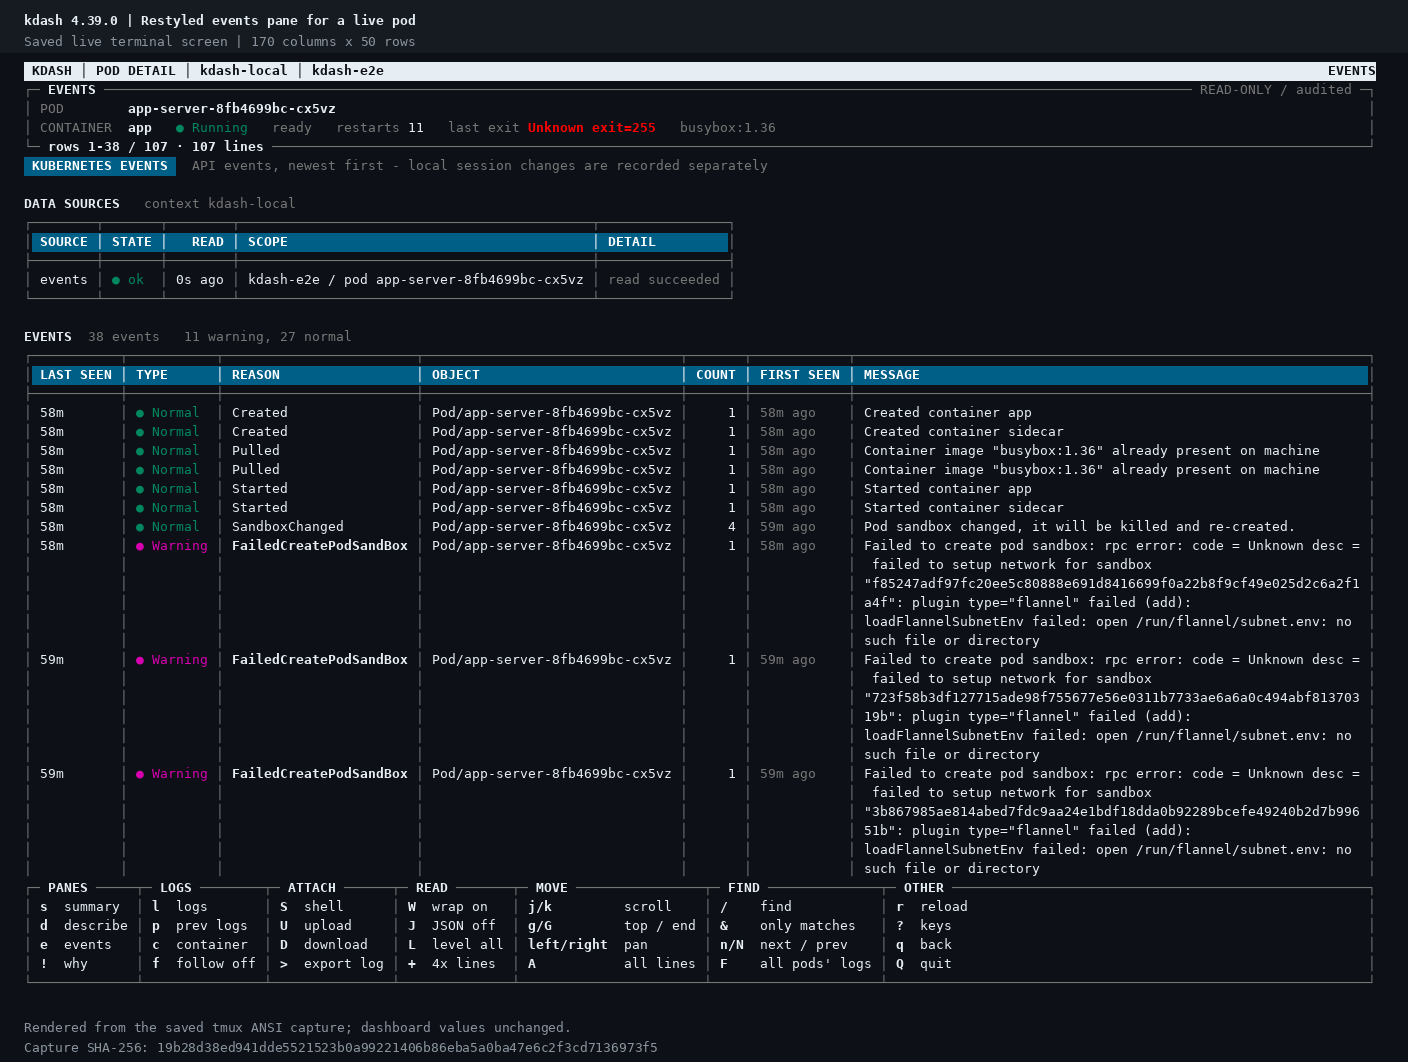 kdash 4.39.0 | Restyled events pane for a live pod
Saved live terminal screen | 170 columns x 50 rows
KDASH │ POD DETAIL │ kdash-local │ kdash-e2e EVENTS
EVENTS READ-ONLY / audited
POD app-server-8fb4699bc-cx5vz
CONTAINER app ● Running ready restarts 11 last exit Unknown exit=255 busybox:1.36
rows 1-38 / 107 · 107 lines
KUBERNETES EVENTS API events, newest first - local session changes are recorded separately
DATA SOURCES context kdash-local
SOURCE │ STATE │ READ │ SCOPE │ DETAIL
events │ ● ok │ 0s ago │ kdash-e2e / pod app-server-8fb4699bc-cx5vz │ read succeeded
EVENTS 38 events 11 warning, 27 normal
LAST SEEN │ TYPE │ REASON │ OBJECT │ COUNT │ FIRST SEEN │ MESSAGE
58m │ ● Normal │ Created │ Pod/app-server-8fb4699bc-cx5vz │ 1 │ 58m ago │ Created container app
58m │ ● Normal │ Created │ Pod/app-server-8fb4699bc-cx5vz │ 1 │ 58m ago │ Created container sidecar
58m │ ● Normal │ Pulled │ Pod/app-server-8fb4699bc-cx5vz │ 1 │ 58m ago │ Container image "busybox:1.36" already present on machine
58m │ ● Normal │ Pulled │ Pod/app-server-8fb4699bc-cx5vz │ 1 │ 58m ago │ Container image "busybox:1.36" already present on machine
58m │ ● Normal │ Started │ Pod/app-server-8fb4699bc-cx5vz │ 1 │ 58m ago │ Started container app
58m │ ● Normal │ Started │ Pod/app-server-8fb4699bc-cx5vz │ 1 │ 58m ago │ Started container sidecar
58m │ ● Normal │ SandboxChanged │ Pod/app-server-8fb4699bc-cx5vz │ 4 │ 59m ago │ Pod sandbox changed, it will be killed and re-created.
58m │ ● Warning │ FailedCreatePodSandBox │ Pod/app-server-8fb4699bc-cx5vz │ 1 │ 58m ago │ Failed to create pod sandbox: rpc error: code = Unknown desc =
failed to setup network for sandbox
"f85247adf97fc20ee5c80888e691d8416699f0a22b8f9cf49e025d2c6a2f1
a4f": plugin type="flannel" failed (add):
loadFlannelSubnetEnv failed: open /run/flannel/subnet.env: no
such file or directory
59m │ ● Warning │ FailedCreatePodSandBox │ Pod/app-server-8fb4699bc-cx5vz │ 1 │ 59m ago │ Failed to create pod sandbox: rpc error: code = Unknown desc =
failed to setup network for sandbox
"723f58b3df127715ade98f755677e56e0311b7733ae6a6a0c494abf813703
19b": plugin type="flannel" failed (add):
loadFlannelSubnetEnv failed: open /run/flannel/subnet.env: no
such file or directory
59m │ ● Warning │ FailedCreatePodSandBox │ Pod/app-server-8fb4699bc-cx5vz │ 1 │ 59m ago │ Failed to create pod sandbox: rpc error: code = Unknown desc =
failed to setup network for sandbox
"3b867985ae814abed7fdc9aa24e1bdf18dda0b92289bcefe49240b2d7b996
51b": plugin type="flannel" failed (add):
loadFlannelSubnetEnv failed: open /run/flannel/subnet.env: no
such file or directory
PANES LOGS ATTACH READ MOVE FIND OTHER
s summary │ l logs │ S shell │ W wrap on │ j/k scroll │ / find │ r reload
d describe │ p prev logs │ U upload │ J JSON off │ g/G top / end │ & only matches │ ? keys
e events │ c container │ D download │ L level all │ left/right pan │ n/N next / prev │ q back
! why │ f follow off │ > export log │ + 4x lines │ A all lines │ F all pods' logs │ Q quit
Rendered from the saved tmux ANSI capture; dashboard values unchanged.
Capture SHA-256: 19b28d38ed941dde5521523b0a99221406b86eba5a0ba47e6c2f3cd7136973f5